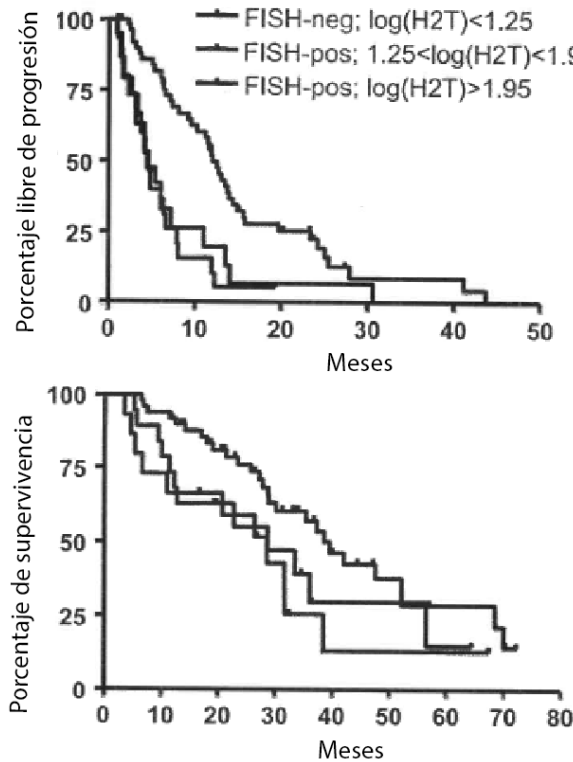 FISH-neg; log(H2T)<1.25
FISH-pos; 1.25<log(H2T)<1.9
FISH-pos; log(H2T)>1.95
Porcentaje libre de progresión
100
75
50
25
0
0 10 20 30 40 50
Meses
Porcentaje de supervivencia
100
75
50
25
0
0 10 20 30 40 50 60 70 80
Meses